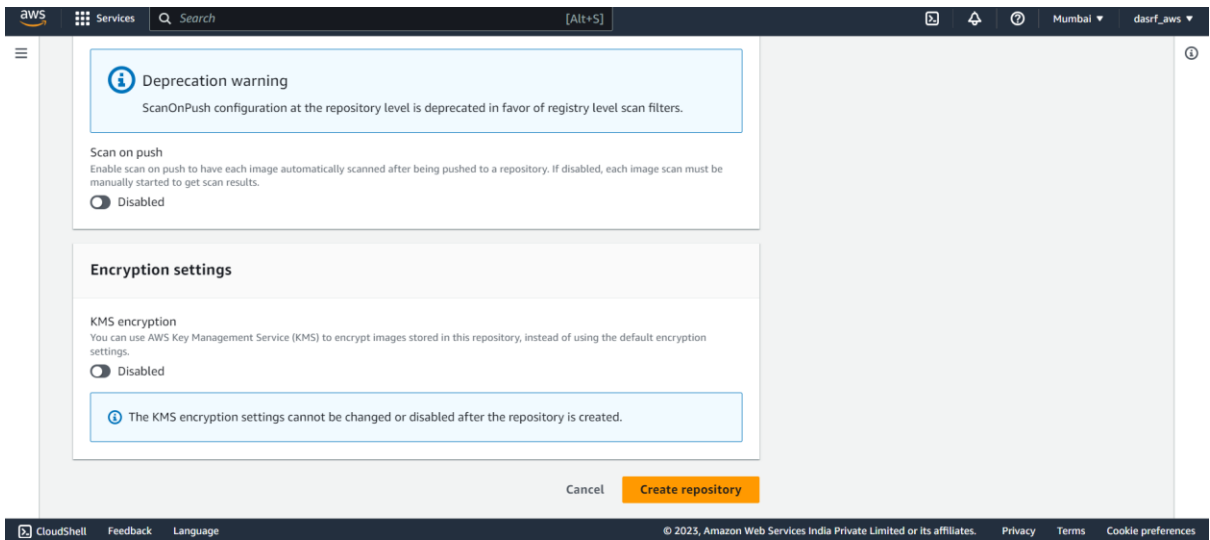 aws Services Search [Alt+S] Mumbai dasrf_aws
Deprecation warning
ScanOnPush configuration at the repository level is deprecated in favor of registry level scan filters.
Scan on push
Enable scan on push to have each image automatically scanned after being pushed to a repository. If disabled, each image scan must be
manually started to get scan results.
Disabled
Encryption settings
KMS encryption
You can use AWS Key Management Service (KMS) to encrypt images stored in this repository, instead of using the default encryption
settings.
Disabled
The KMS encryption settings cannot be changed or disabled after the repository is created.
Cancel Create repository
CloudShell Feedback Language © 2023, Amazon Web Services India Private Limited or its affiliates. Privacy Terms Cookie preferences